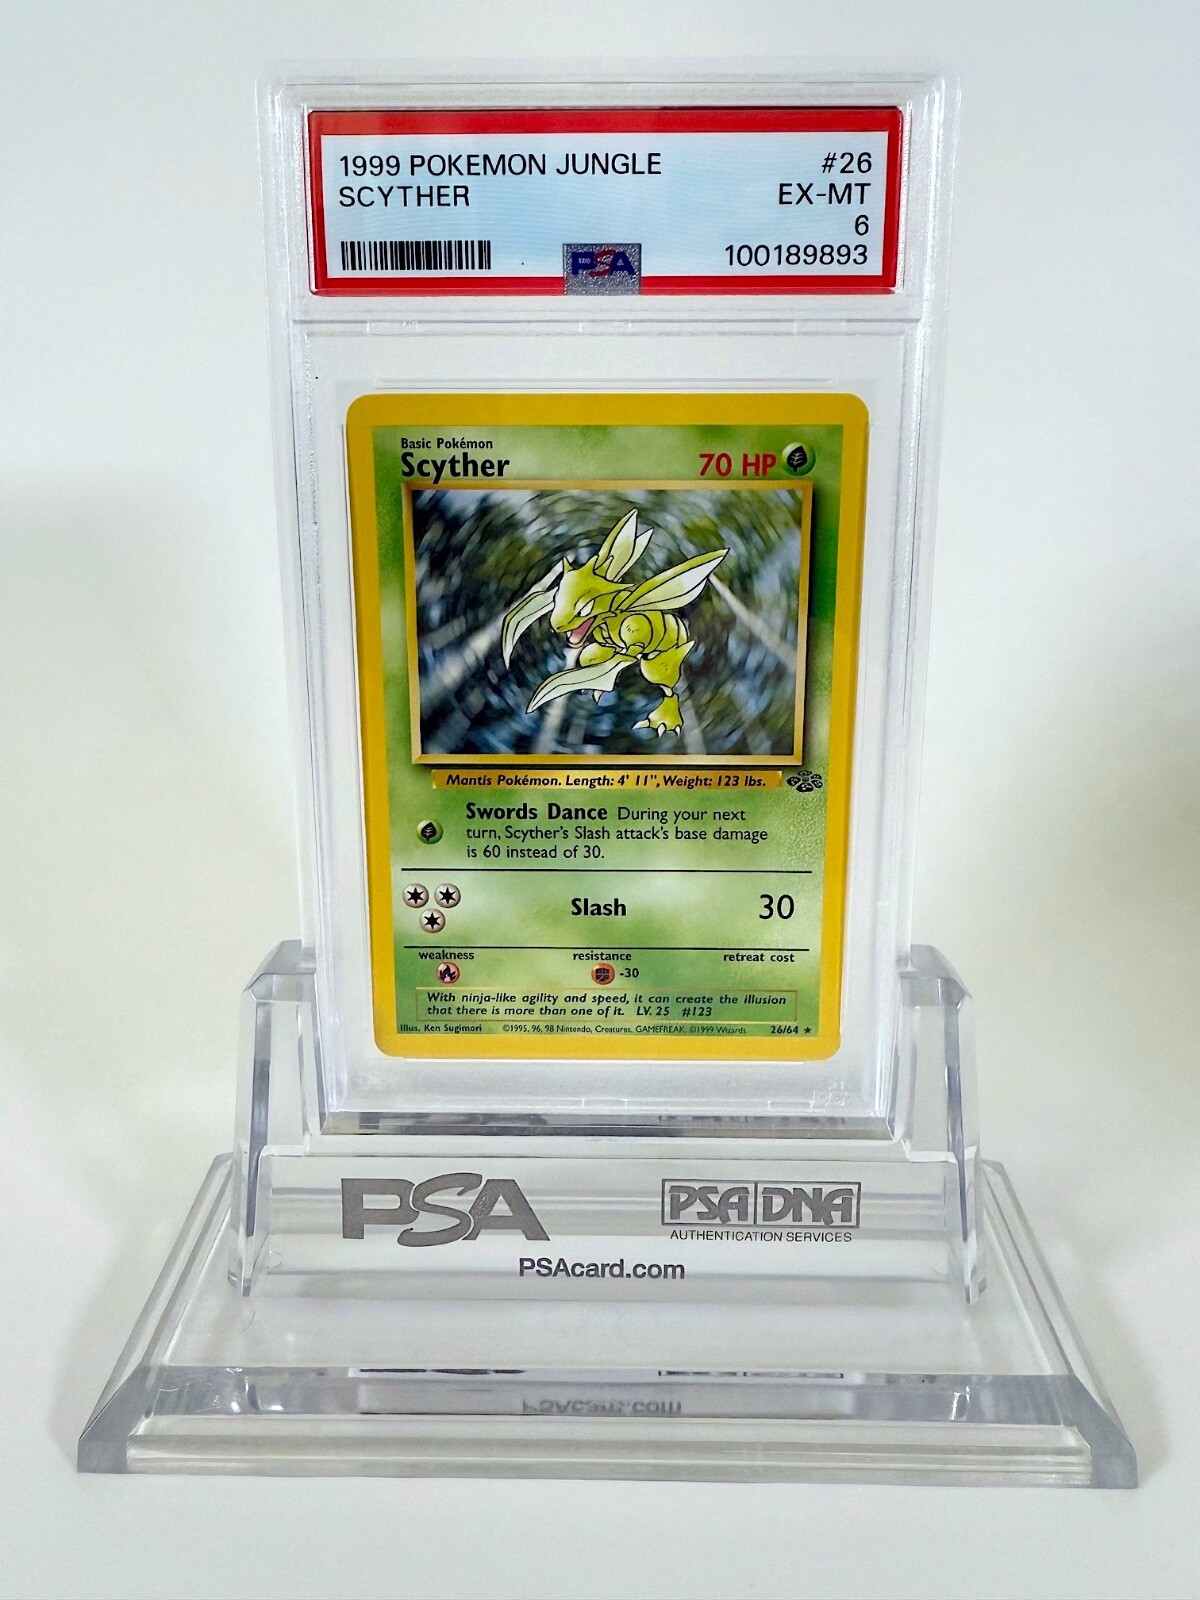 1999 POKEMON JUNGLE #26
SCYTHER EX-MT
6
100189893
PSA
Basic Pokémon
Scyther 70 HP
Mantis Pokémon. Length: 4' 11", Weight: 123 lbs.
Swords Dance During your next
turn, Scyther's Slash attack's base damage
is 60 instead of 30.
Slash 30
weakness resistance retreat cost
-30
With ninja-like agility and speed, it can create the illusion
that there is more than one of it. LV. 25 #123
Illus. Ken Sugimori ©1995, 96, 98 Nintendo, Creatures, GAMEFREAK. ©1999 Wizards. 26/64 ★
PSA PSA DNA
AUTHENTICATION SERVICES
PSAcard.com